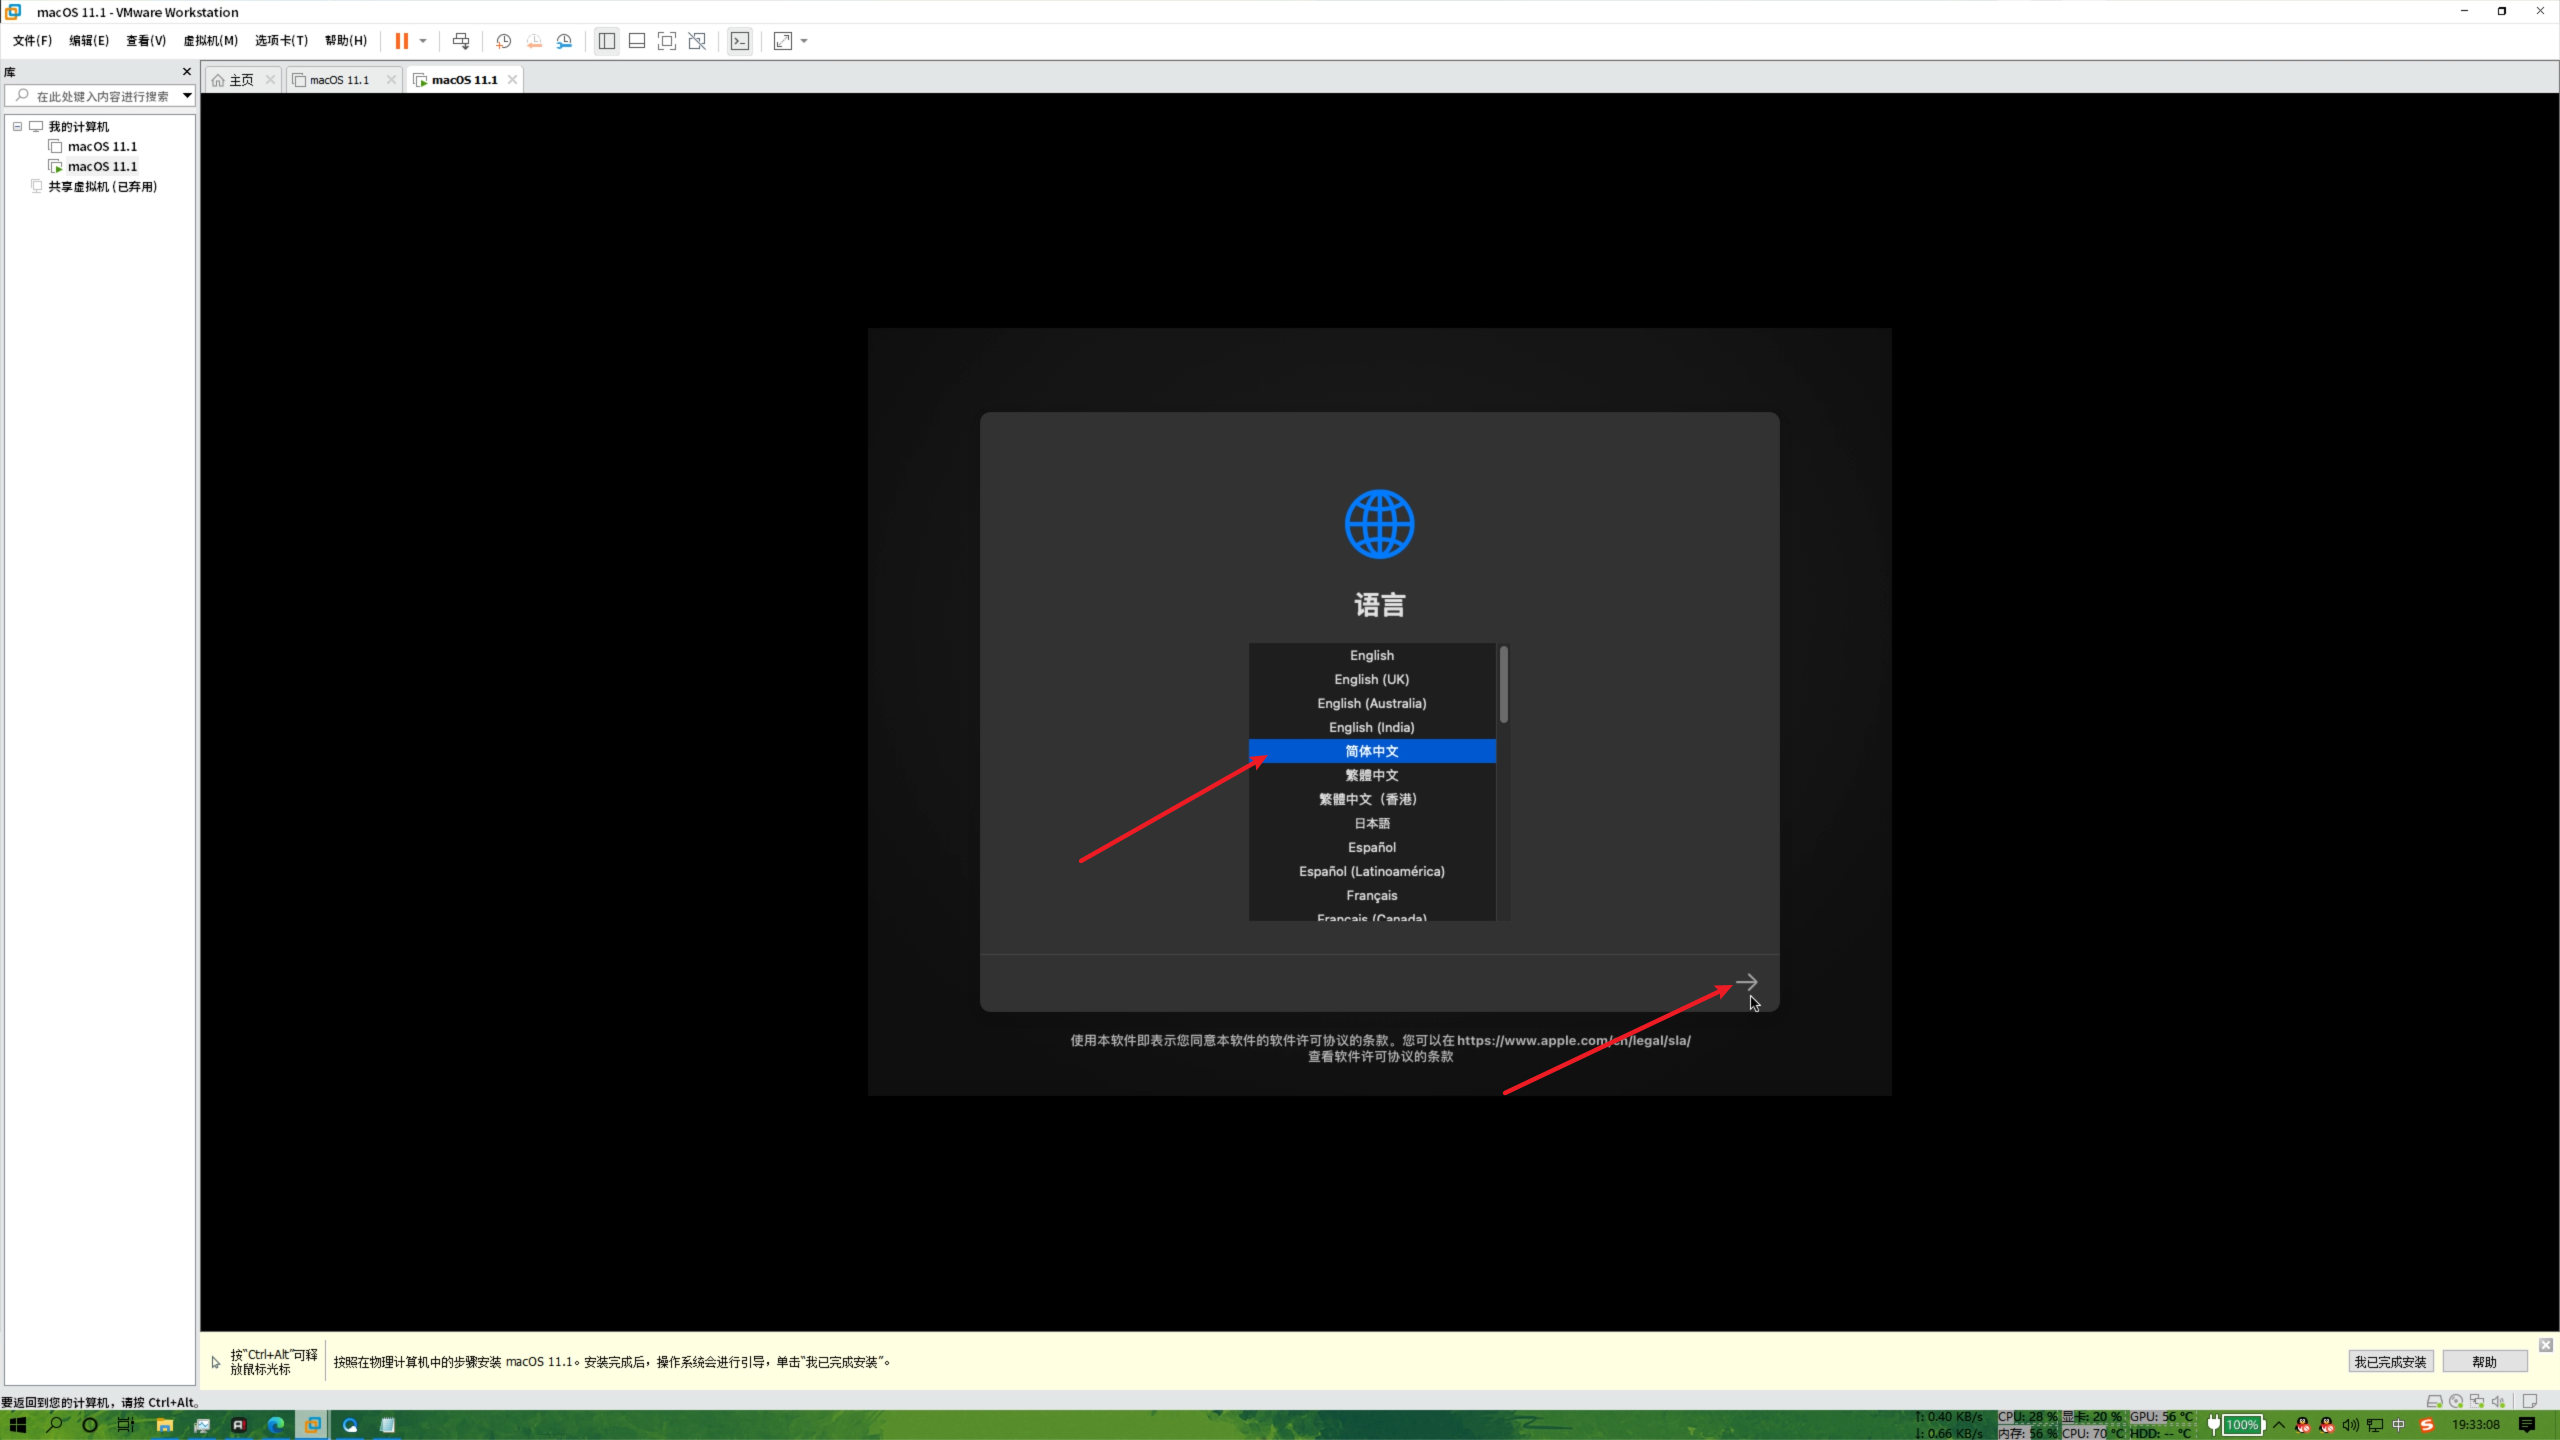 macOS 11.1 - VMware Workstation
文件(F) 编辑(E) 查看(V) 虚拟机(M) 选项卡(T) 帮助(H)
库
在此处键入内容进行搜索
我的计算机
macOS 11.1
macOS 11.1
共享虚拟机 (已弃用)
主页
macOS 11.1
macOS 11.1
语言
English
English (UK)
English (Australia)
English (India)
简体中文
繁體中文
繁體中文（香港）
日本語
Español
Español (Latinoamérica)
Français
Français (Canada)
使用本软件即表示您同意本软件的软件许可协议的条款。您可以在 https://www.apple.com/cn/legal/sla/
查看软件许可协议的条款
按"Ctrl+Alt"可释
放鼠标光标
按照在物理计算机中的步骤安装 macOS 11.1。安装完成后，操作系统会进行引导，单击"我已完成安装"。
我已完成安装
帮助
要返回到您的计算机，请按 Ctrl+Alt。
↑: 0.40 KB/s CPU: 28 % 显卡: 20 % GPU: 56 °C
↓: 0.66 KB/s 内存: 56 % CPU: 70 °C HDD: -- °C
100%
中
19:33:08